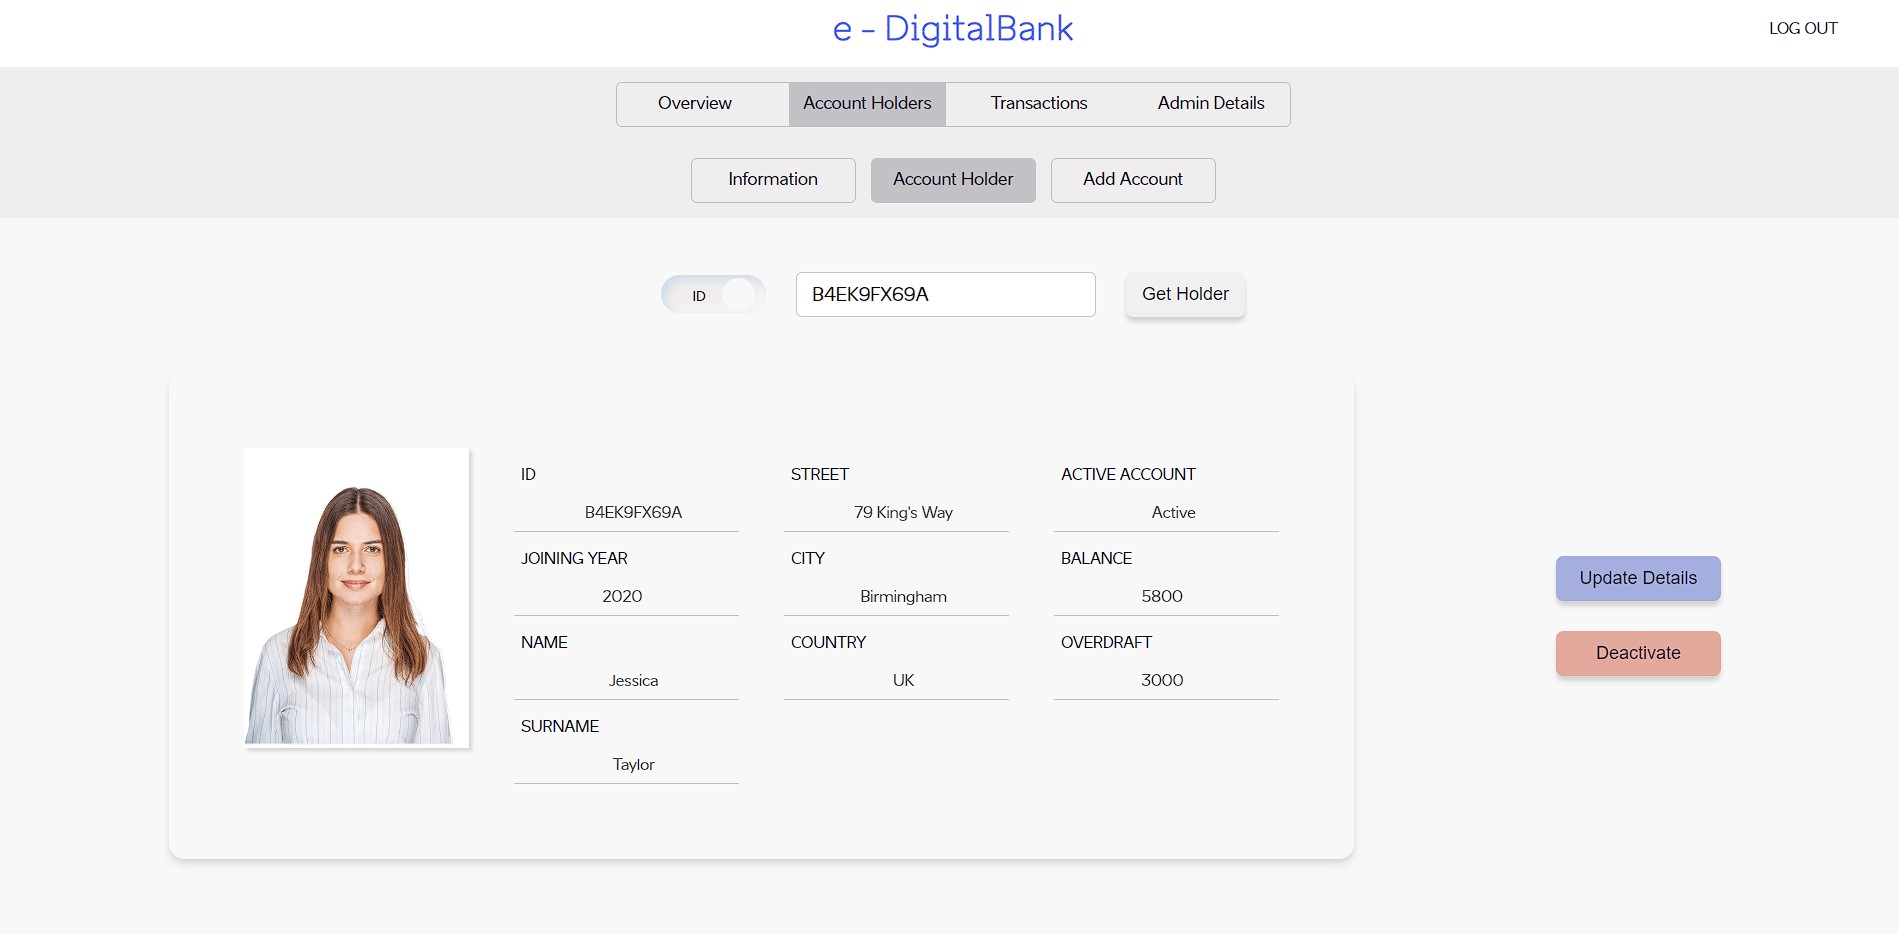 e - DigitalBank
LOG OUT
Overview
Account Holders
Transactions
Admin Details
Information
Account Holder
Add Account
ID
B4EK9FX69A
Get Holder
ID
B4EK9FX69A
JOINING YEAR
2020
NAME
Jessica
SURNAME
Taylor
STREET
79 King's Way
CITY
Birmingham
COUNTRY
UK
ACTIVE ACCOUNT
Active
BALANCE
5800
OVERDRAFT
3000
Update Details
Deactivate